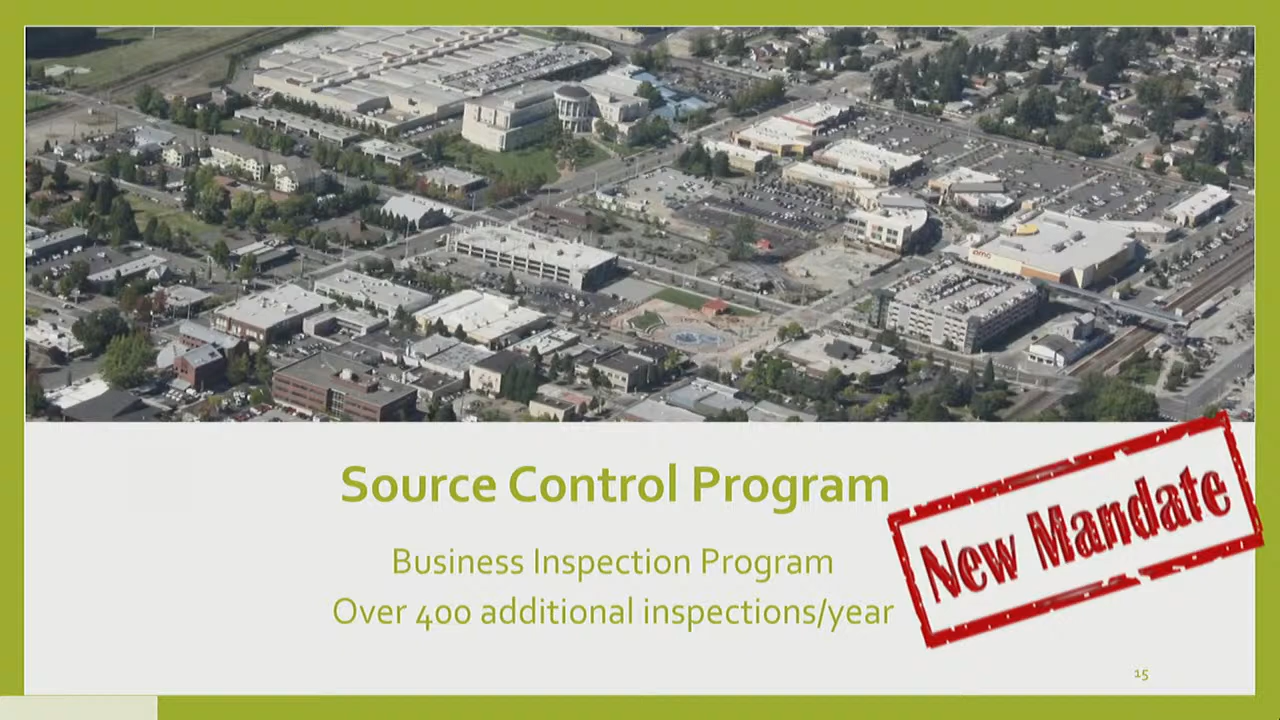 Source Control Program
Business Inspection Program
Over 400 additional inspections/year
New Mandate
15